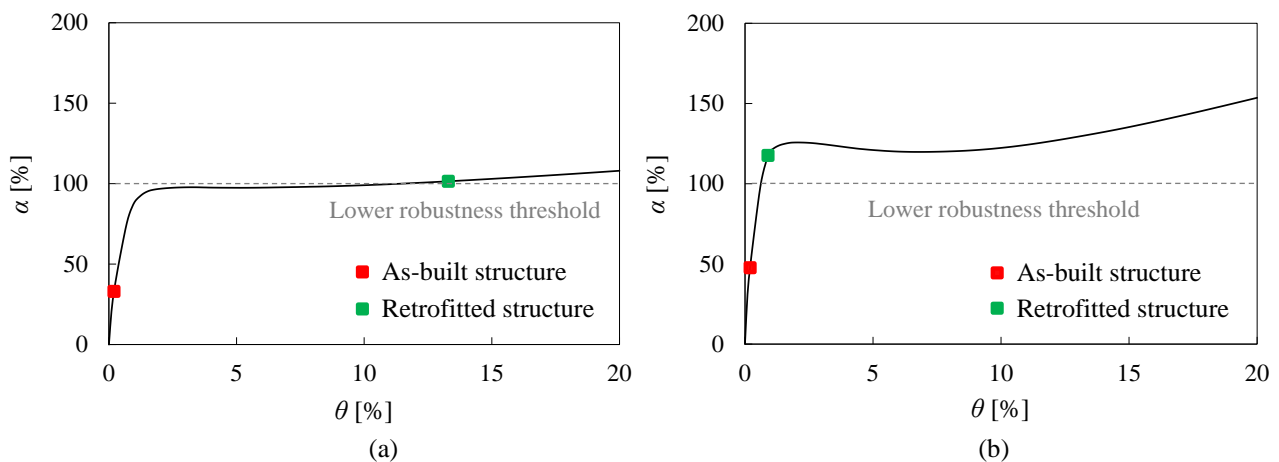 200
150
100
50
0
α [%]
Lower robustness threshold
As-built structure
Retrofitted structure
0 5 10 15 20
θ [%]
(a)
200
150
100
50
0
α [%]
Lower robustness threshold
As-built structure
Retrofitted structure
0 5 10 15 20
θ [%]
(b)